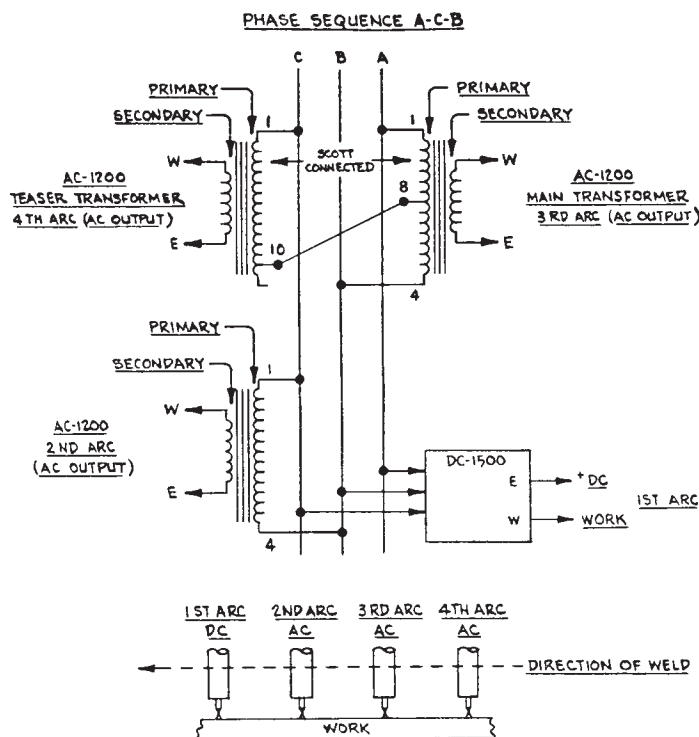 PHASE SEQUENCE A-C-B
C B A
PRIMARY
SECONDARY
1
W
E
10
AC-1200
TEASER TRANSFORMER
4TH ARC (AC OUTPUT)
SCOTT
CONNECTED
PRIMARY
SECONDARY
1
8
4
W
E
AC-1200
MAIN TRANSFORMER
3RD ARC (AC OUTPUT)
PRIMARY
SECONDARY
1
W
E
4
AC-1200
2ND ARC
(AC OUTPUT)
DC-1500
E
W
+DC
WORK
1ST ARC
1ST ARC
DC
2ND ARC
AC
3RD ARC
AC
4TH ARC
AC
DIRECTION OF WELD
WORK